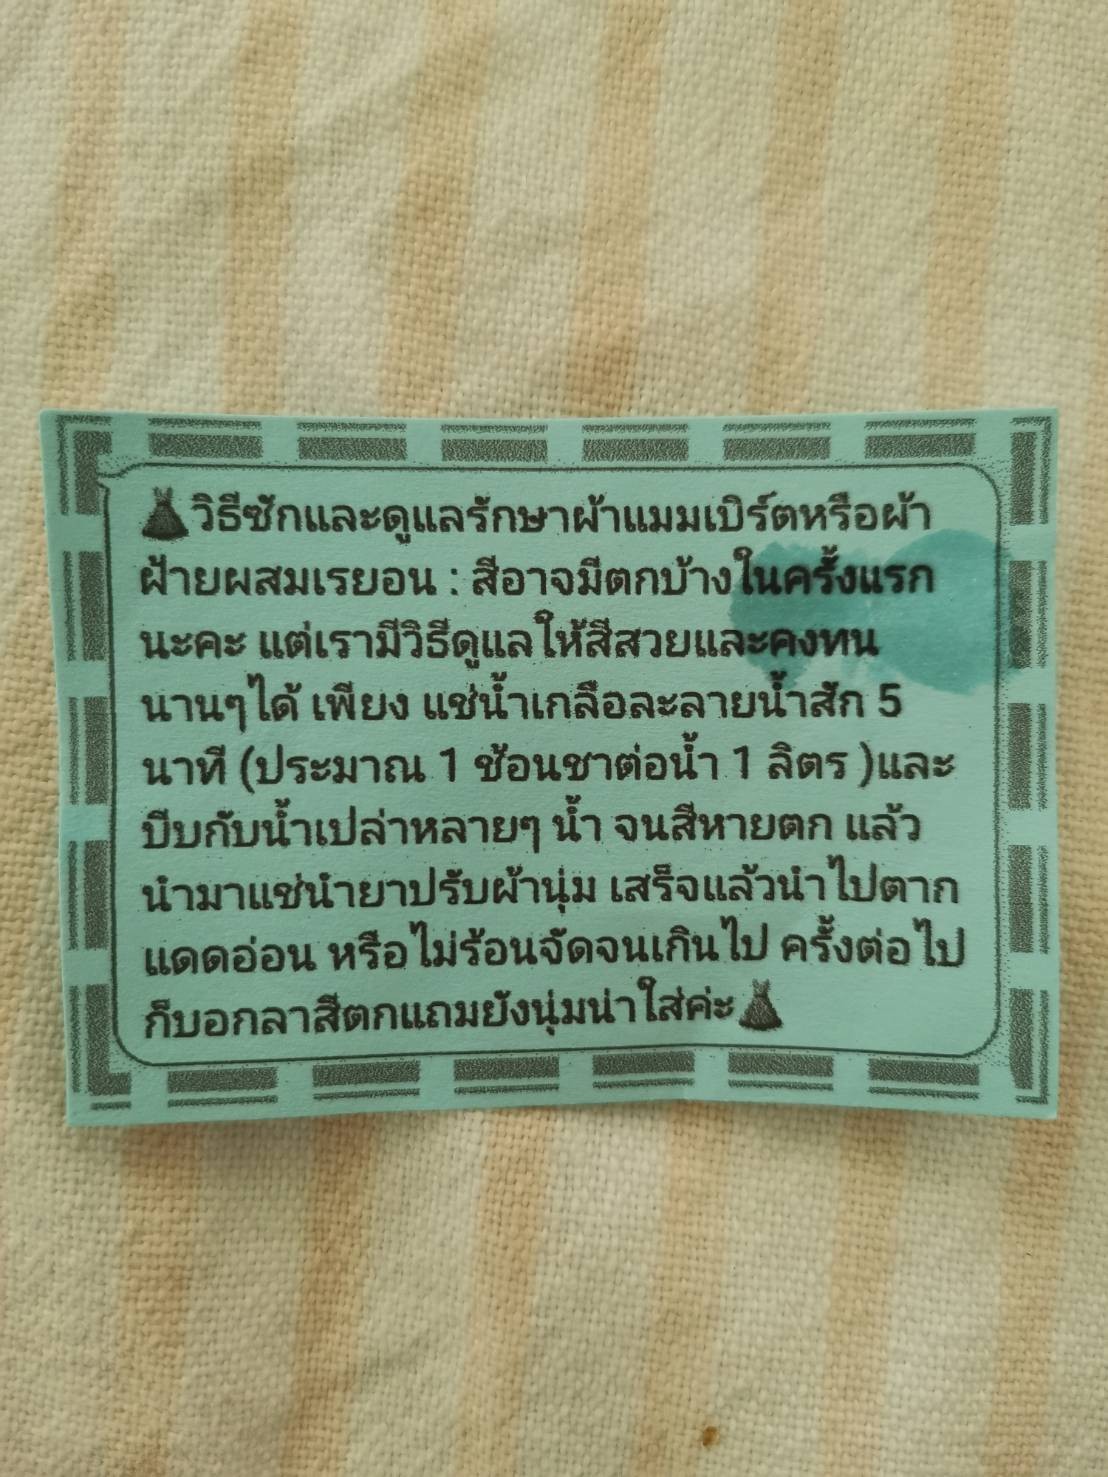 วิธีซักและดูแลรักษาผ้าแมมเบิร์ตหรือผ้า
ฝ้ายผสมเรยอน : สีอาจมีตกบ้างในครั้งแรก
นะคะ แต่เรามีวิธีดูแลให้สีสวยและคงทน
นานๆได้ เพียง แช่น้ำเกลือละลายน้ำสัก 5
นาที (ประมาณ 1 ช้อนชาต่อน้ำ 1 ลิตร )และ
บีบกับน้ำเปล่าหลายๆ น้ำ จนสีหายตก แล้ว
นำมาแช่นำยาปรับผ้านุ่ม เสร็จแล้วนำไปตาก
แดดอ่อน หรือไม่ร้อนจัดจนเกินไป ครั้งต่อไป
ก็บอกลาสีตกแถมยังนุ่มน่าใส่ค่ะ